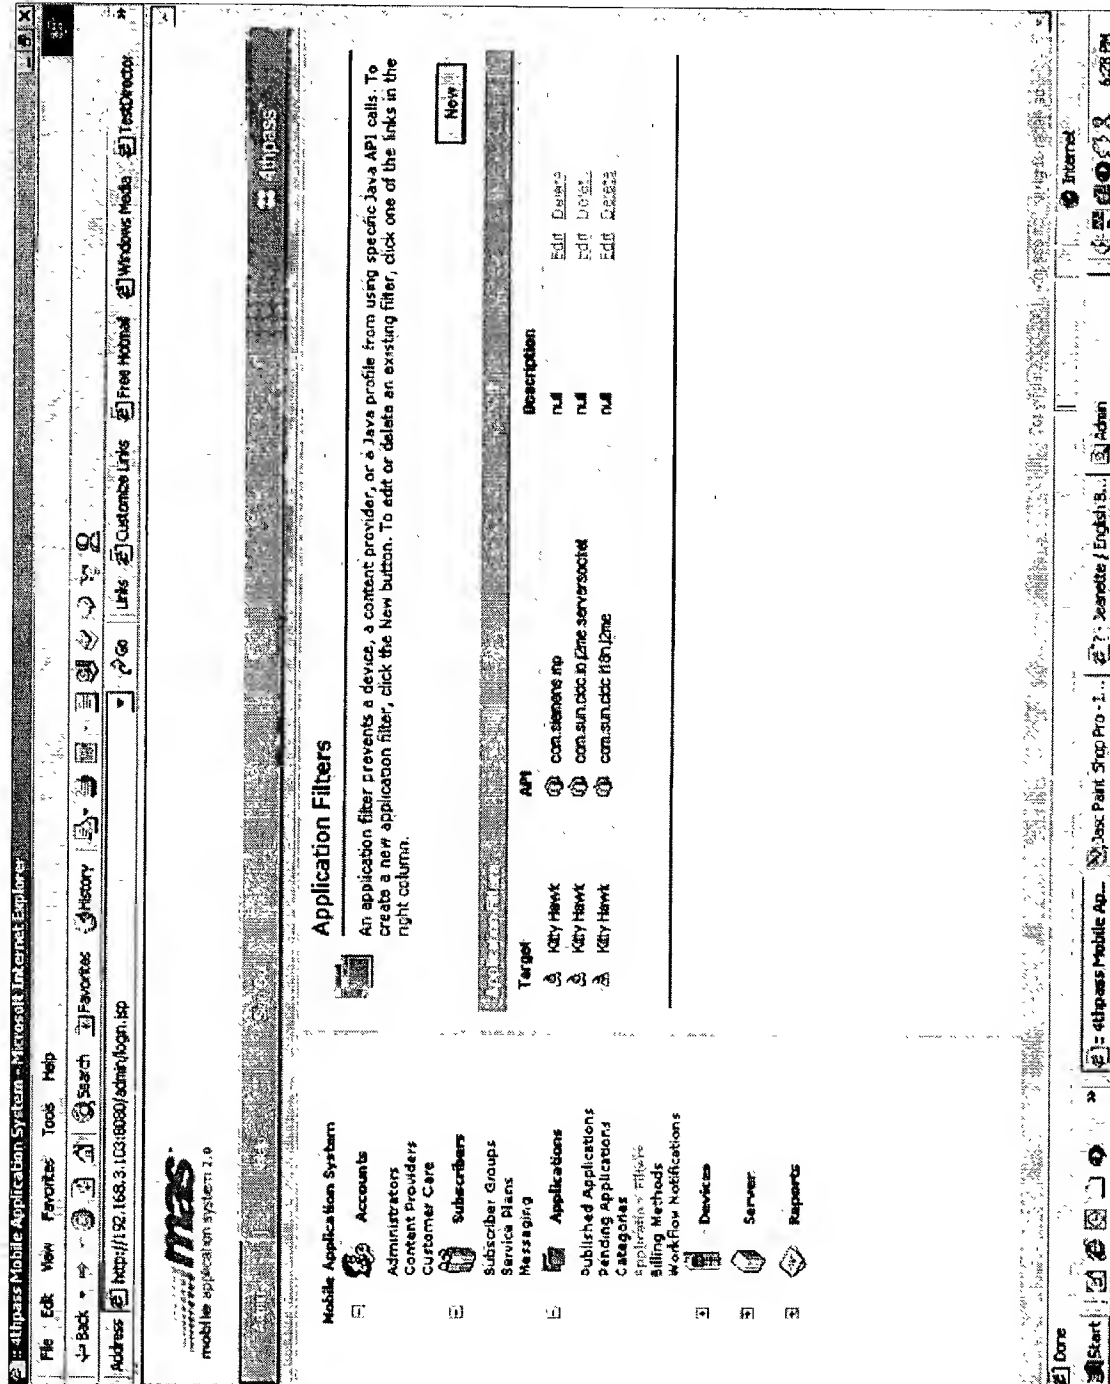 :: 4thpass Mobile Application System - Microsoft Internet Explorer
File Edit View Favorites Tools Help
Back Search Favorites History
Address http://192.168.3.103:8080/admin/login.jsp Go Links Customize Links Free Hotmail Windows Media TestDirector
mas
mobile application system 2.0
4thpass
Mobile Application System
Accounts
Administrators
Content Providers
Customer Care
Subscribers
Subscriber Groups
Service Plans
Messaging
Applications
Published Applications
Pending Applications
Categories
Application Filters
Billing Methods
Workflow Notifications
Devices
Server
Reports
Application Filters
An application filter prevents a device, a content provider, or a Java profile from using specific Java API calls. To
create a new application filter, click the New button. To edit or delete an existing filter, click one of the links in the
right column.
New
Target API Description
Kitty Hawk com.siemens.mp null Edit Delete
Kitty Hawk com.sun.cldc.io.j2me.serversocket null Edit Delete
Kitty Hawk com.sun.cldc.i18n.j2me null Edit Delete
Done Internet
Start » :: 4thpass Mobile Ap... Jasc Paint Shop Pro - I... ? : Jeanette / English B... Admin 6:28 PM